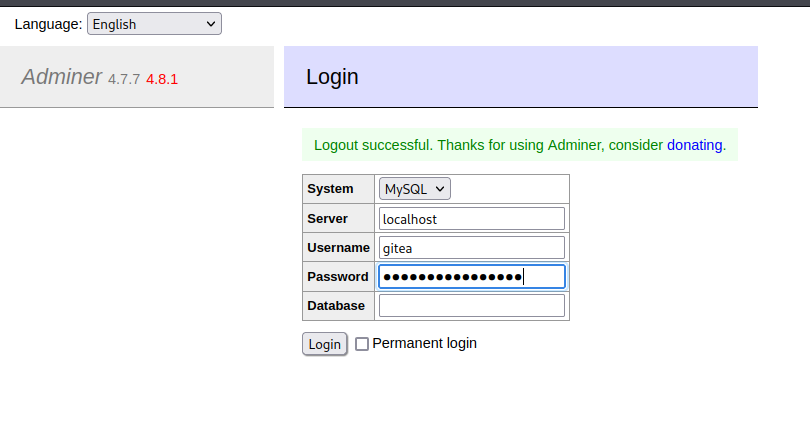 Language: English
Adminer 4.7.7 4.8.1
Login
Logout successful. Thanks for using Adminer, consider donating.
System MySQL
Server localhost
Username gitea
Password ●●●●●●●●●●●●●●●●
Database
Login Permanent login